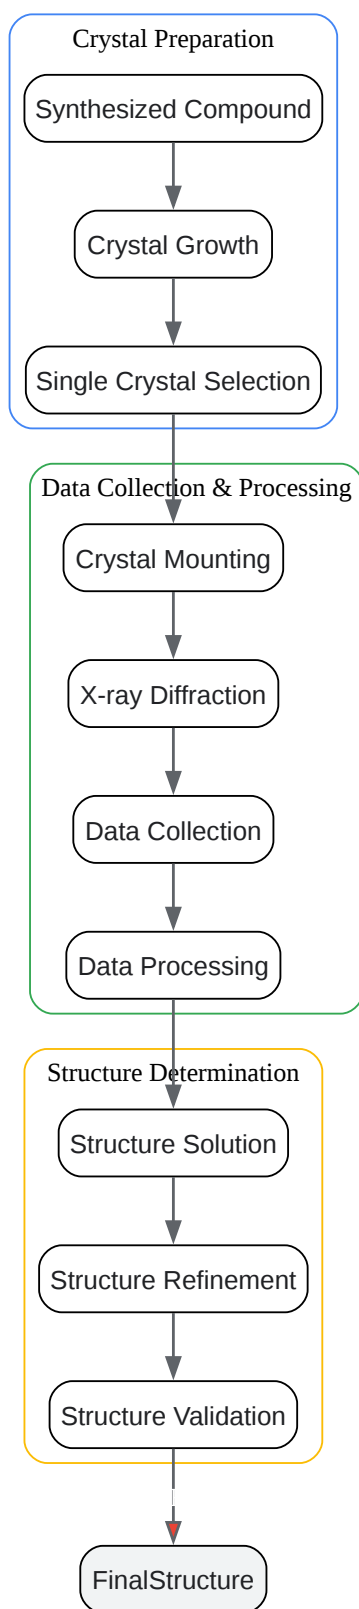 Crystal Preparation
Synthesized Compound
Crystal Growth
Single Crystal Selection
Data Collection & Processing
Crystal Mounting
X-ray Diffraction
Data Collection
Data Processing
Structure Determination
Structure Solution
Structure Refinement
Structure Validation
FinalStructure